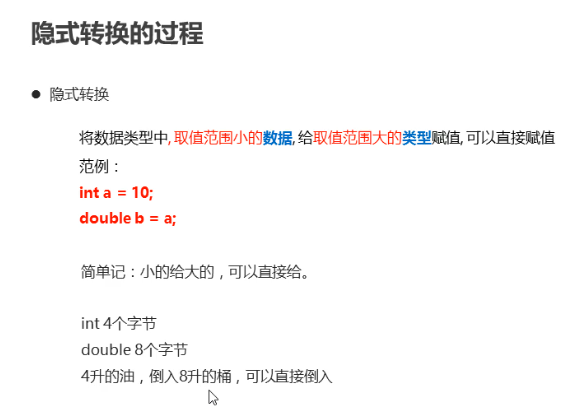 隐式转换的过程
● 隐式转换
将数据类型中, 取值范围小的数据, 给取值范围大的类型赋值, 可以直接赋值
范例：
int a = 10;
double b = a;
简单记：小的给大的，可以直接给。
int 4个字节
double 8个字节
4升的油，倒入8升的桶，可以直接倒入